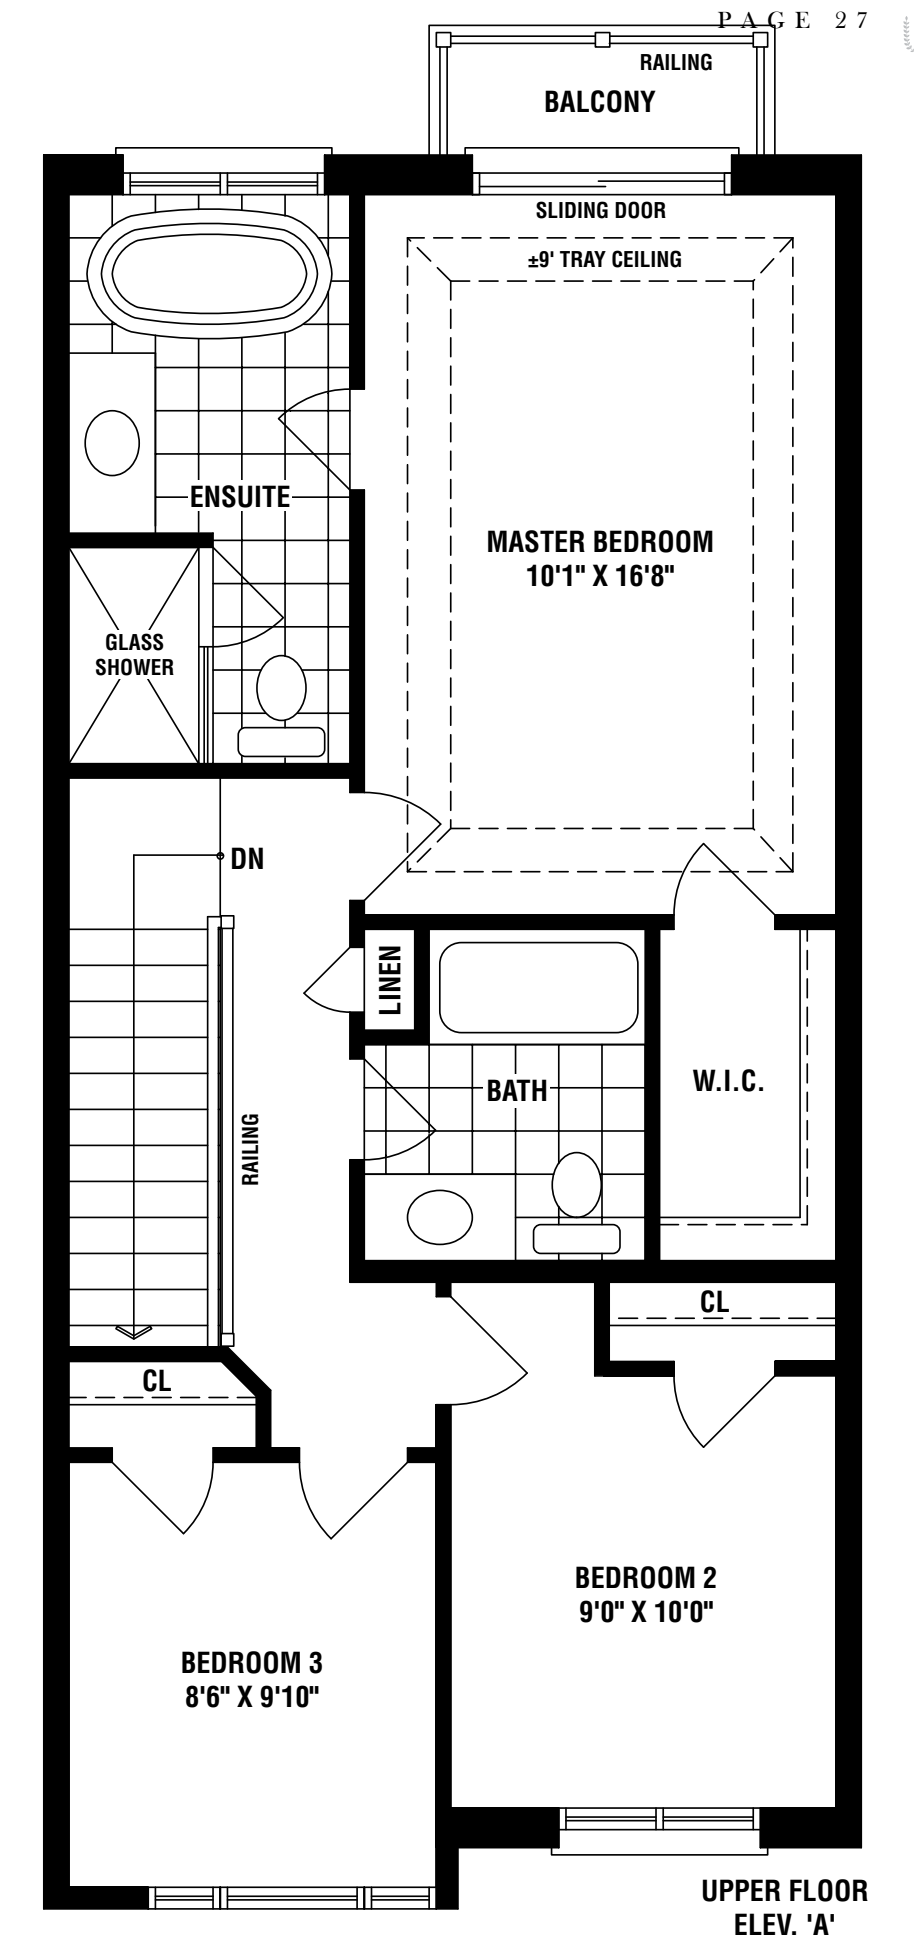 PAGE 27
RAILING
BALCONY
SLIDING DOOR
±9' TRAY CEILING
ENSUITE
MASTER BEDROOM
10'1" X 16'8"
GLASS
SHOWER
DN
LINEN
BATH
W.I.C.
RAILING
CL
CL
BEDROOM 2
9'0" X 10'0"
BEDROOM 3
8'6" X 9'10"
UPPER FLOOR
ELEV. 'A'